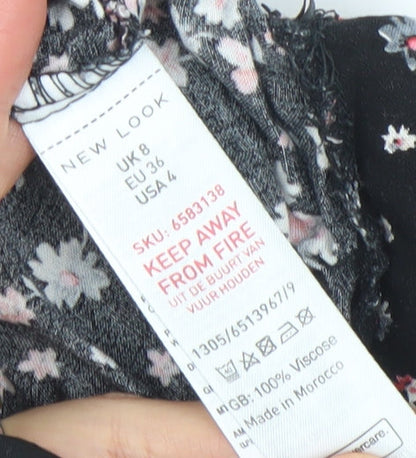 NEW LOOK
UK 8
EU 36
USA 4
SKU: 6583138
KEEP AWAY
FROM FIRE
UIT DE BUURT VAN
VUUR HOUDEN
1305/6513967/9
GB: 100% Viscose
Made in Morocco